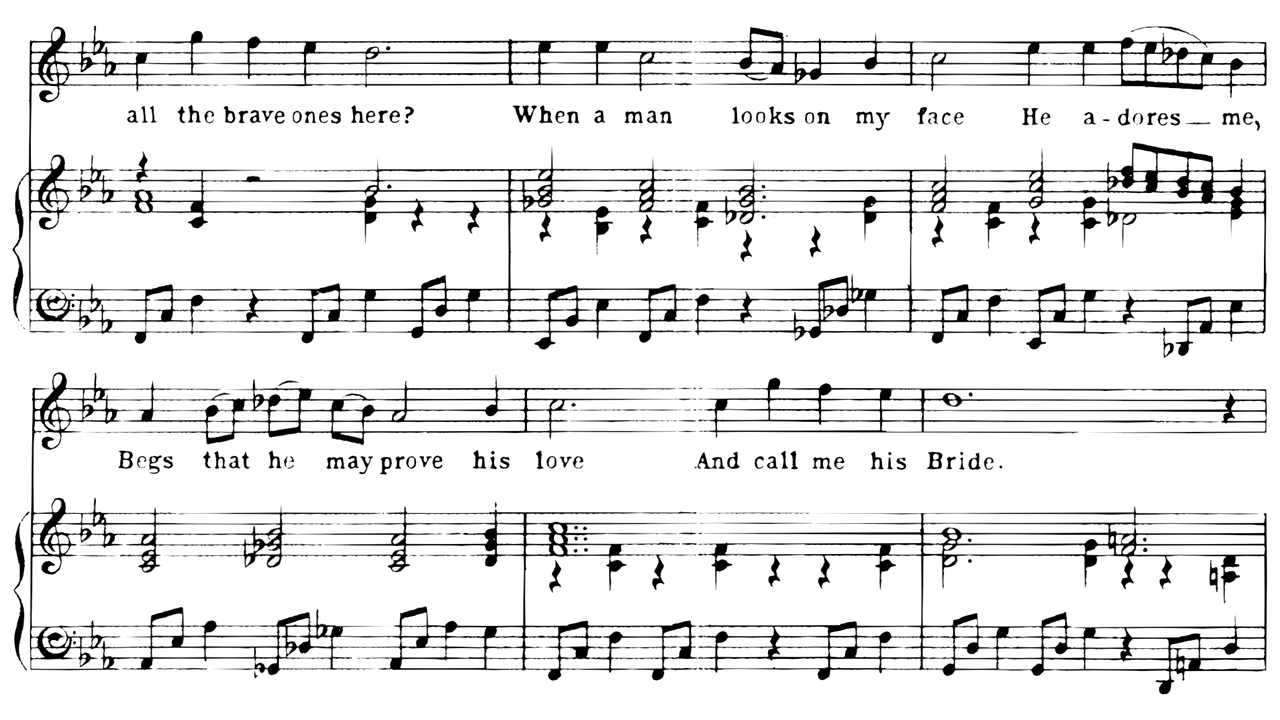 all the brave ones here? When a man looks on my face He a-dores — me,
Begs that he may prove his love And call me his Bride.